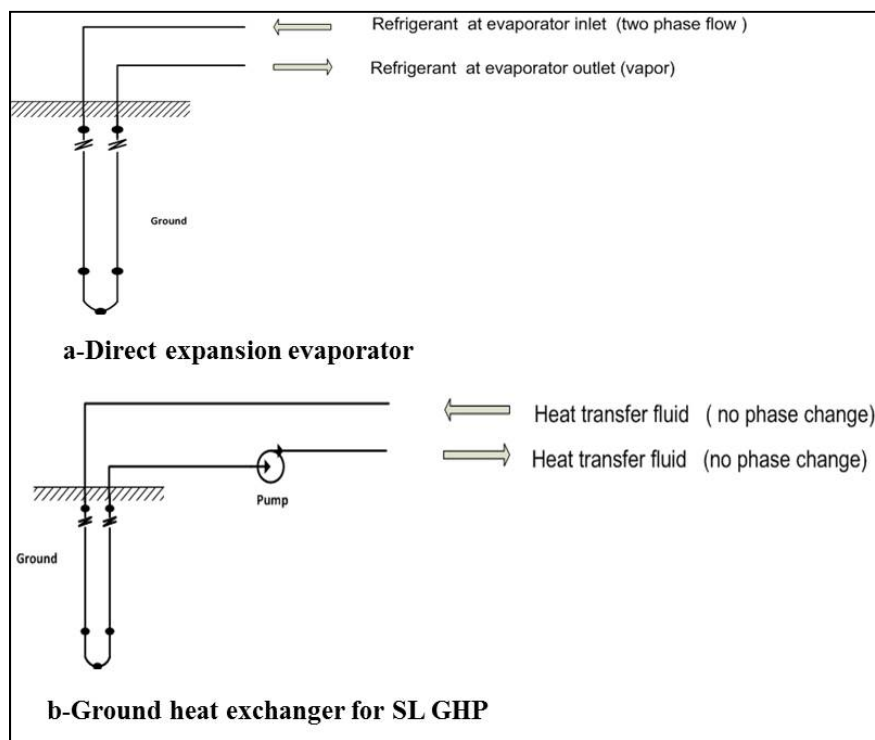 Refrigerant at evaporator inlet (two phase flow )
Refrigerant at evaporator outlet (vapor)
Ground
a-Direct expansion evaporator
Heat transfer fluid ( no phase change)
Heat transfer fluid (no phase change)
Pump
Ground
b-Ground heat exchanger for SL GHP